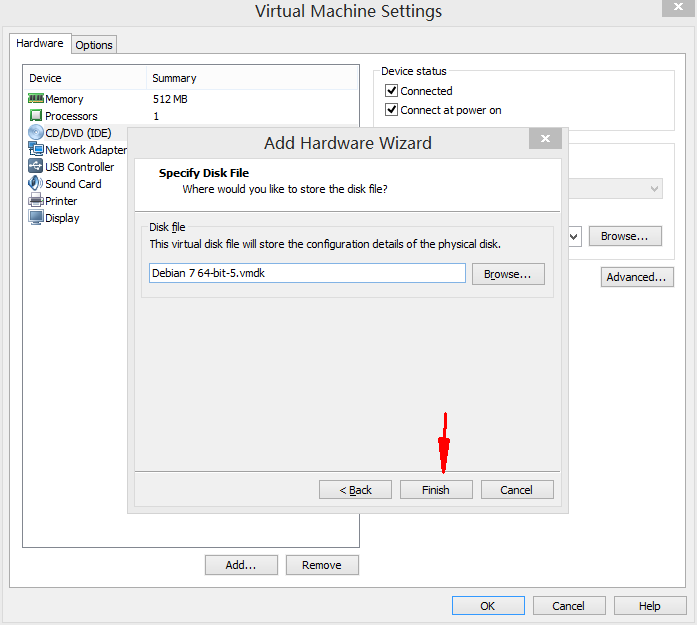 Virtual Machine Settings
Hardware
Options
Device Summary
Memory 512 MB
Processors 1
CD/DVD (IDE)
Network Adapter
USB Controller
Sound Card
Printer
Display
Device status
Connected
Connect at power on
Browse...
Advanced...
Add Hardware Wizard
Specify Disk File
Where would you like to store the disk file?
Disk file
This virtual disk file will store the configuration details of the physical disk.
Debian 7 64-bit-5.vmdk
Browse...
< Back
Finish
Cancel
Add...
Remove
OK
Cancel
Help